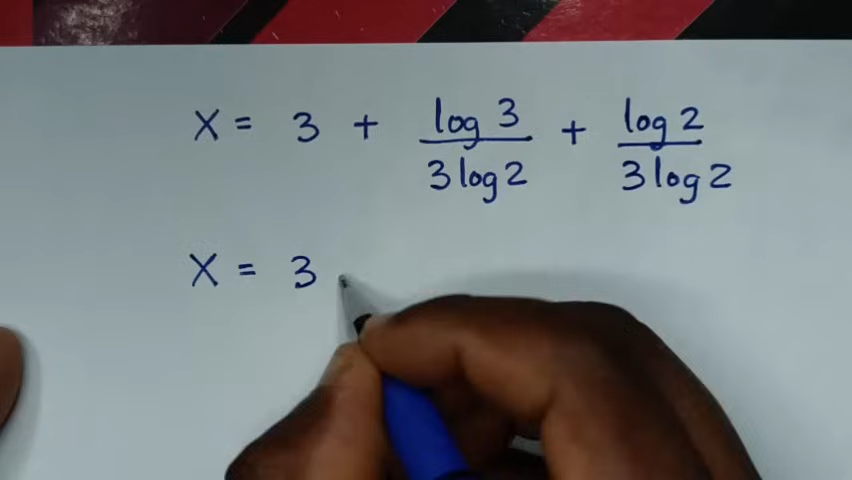 X = 3 + log 3 / 3 log 2 + log 2 / 3 log 2
X = 3